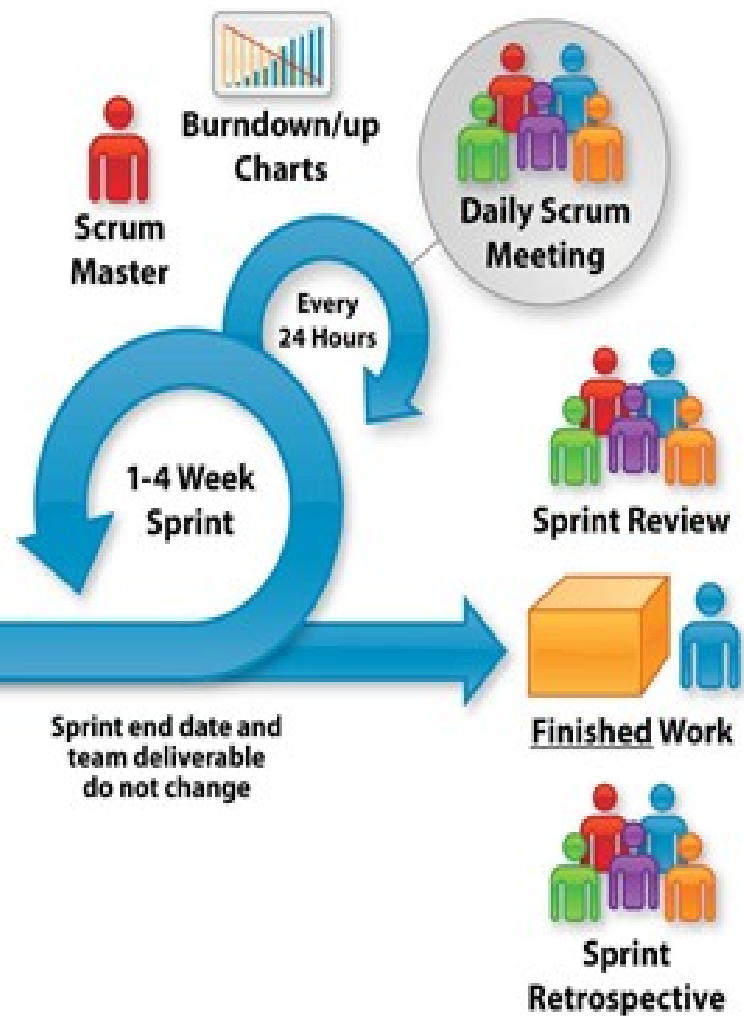 Burndown/up
Charts
Scrum
Master
Daily Scrum
Meeting
Every
24 Hours
1-4 Week
Sprint
Sprint Review
Sprint end date and
team deliverable
do not change
Finished Work
Sprint
Retrospective